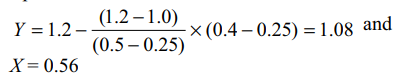 Y = 1.2 − (1.2 − 1.0) / (0.5 − 0.25) × (0.4 − 0.25) = 1.08 and
X = 0.56